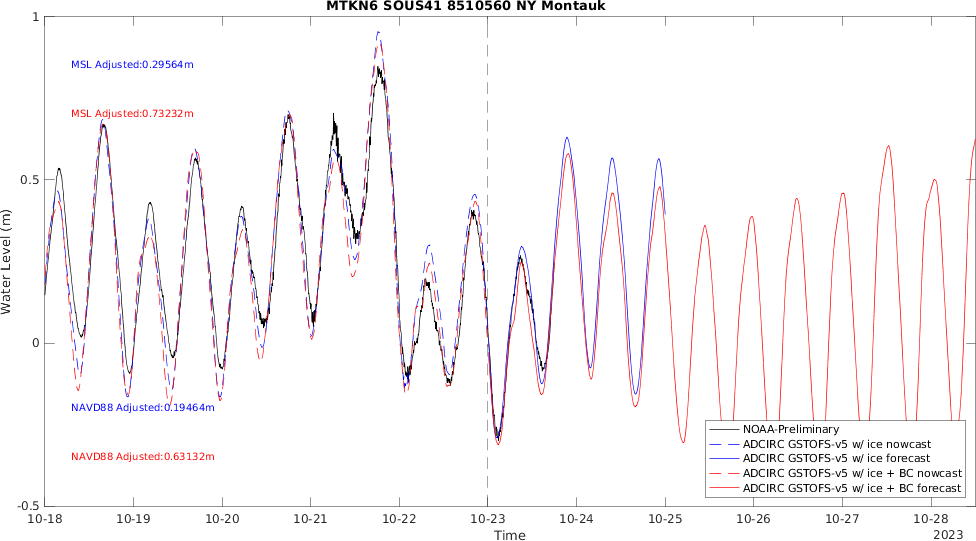 MTKN6 SOUS41 8510560 NY Montauk
1
MSL Adjusted:0.29564m
MSL Adjusted:0.73232m
0.5
Water Level (m)
0
NAVD88 Adjusted:0.19464m
NAVD88 Adjusted:0.63132m
NOAA-Preliminary
ADCIRC GSTOFS-v5 w/ ice nowcast
ADCIRC GSTOFS-v5 w/ ice forecast
ADCIRC GSTOFS-v5 w/ ice + BC nowcast
ADCIRC GSTOFS-v5 w/ ice + BC forecast
-0.5
10-18 10-19 10-20 10-21 10-22 10-23 10-24 10-25 10-26 10-27 10-28
Time
2023